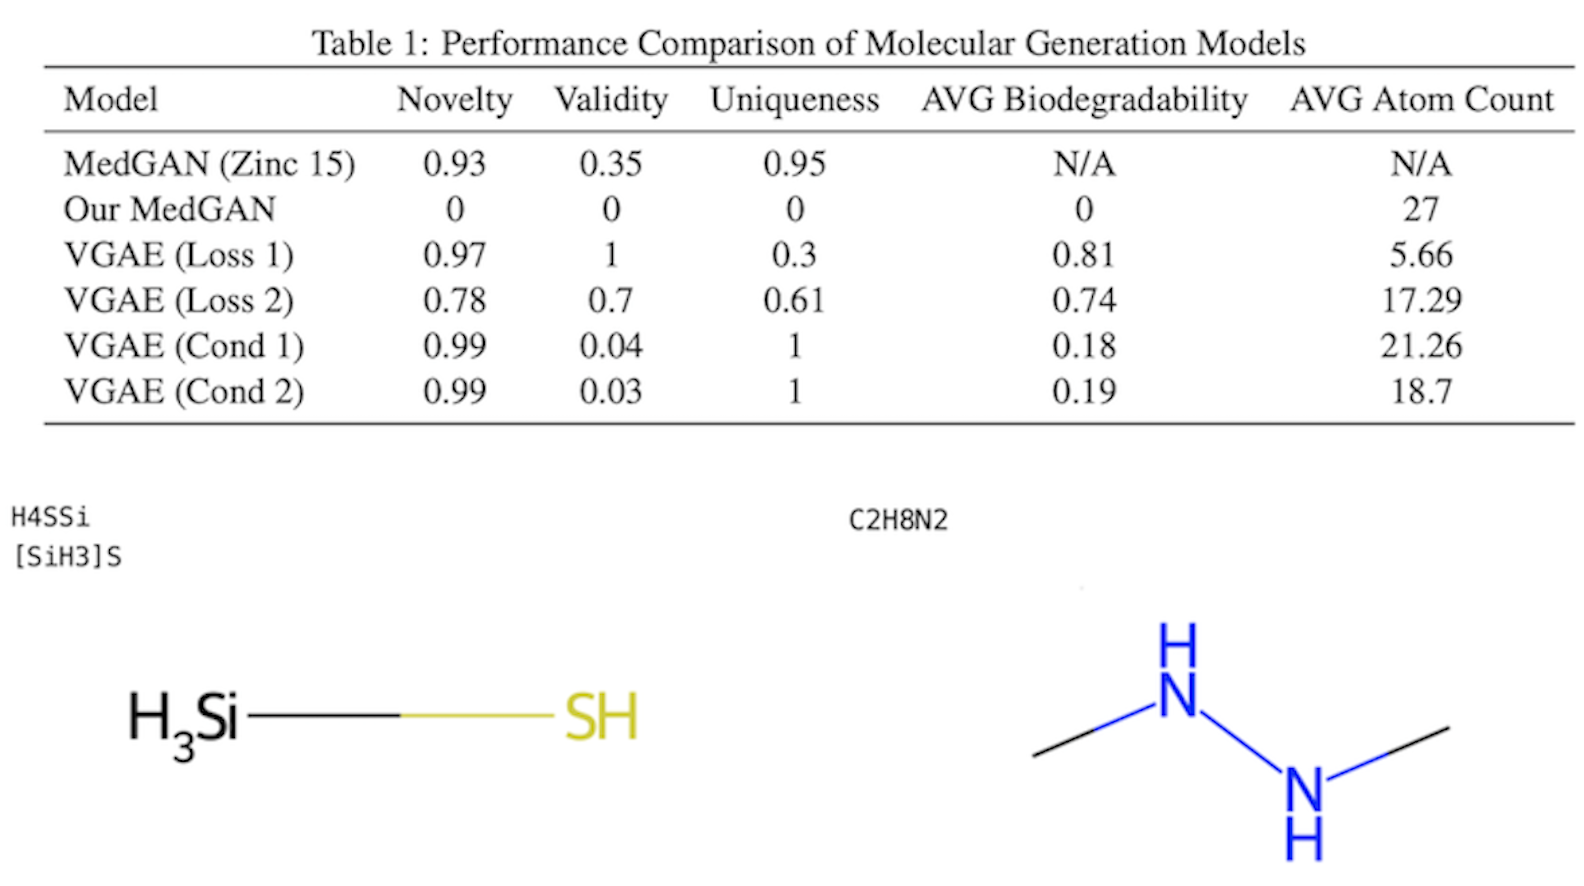 Table 1: Performance Comparison of Molecular Generation Models
Model Novelty Validity Uniqueness AVG Biodegradability AVG Atom Count
MedGAN (Zinc 15) 0.93 0.35 0.95 N/A N/A
Our MedGAN 0 0 0 0 27
VGAE (Loss 1) 0.97 1 0.3 0.81 5.66
VGAE (Loss 2) 0.78 0.7 0.61 0.74 17.29
VGAE (Cond 1) 0.99 0.04 1 0.18 21.26
VGAE (Cond 2) 0.99 0.03 1 0.19 18.7
H4SSi
[SiH3]S
H3Si SH
C2H8N2
H
N
N
H